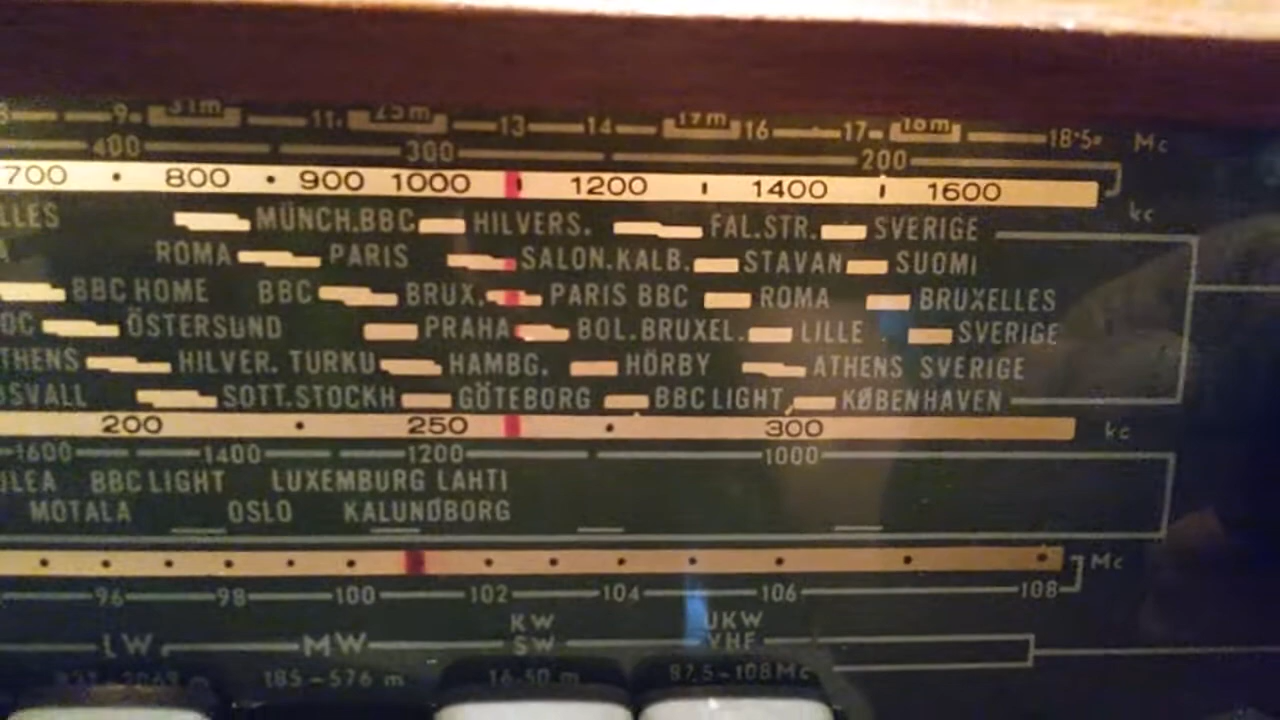 8 9 31m 11 25m 13 14 17m 16 17 16m 18·5 Mc
400 300 200
700 800 900 1000 1200 1400 1600 kc
LLES MÜNCH.BBC HILVERS. FAL.STR. SVERIGE
A ROMA PARIS SALON.KALB. STAVAN SUOMI
BBC HOME BBC BRUX. PARIS BBC ROMA BRUXELLES
OC ÖSTERSUND PRAHA BOL.BRUXEL. LILLE SVERIGE
THENS HILVER. TURKU HAMBG. HÖRBY ATHENS SVERIGE
OSVALL SOTT.STOCKH GÖTEBORG BBC LIGHT, KØBENHAVEN
200 250 300 kc
1600 1400 1200 1000
ULEA BBC LIGHT LUXEMBURG LAHTI
MOTALA OSLO KALUNDBORG
Mc
96 98 100 102 104 106 108
KW UKW
LW MW SW VHF
185-576 m 16-50 m 87,5-108 Mc